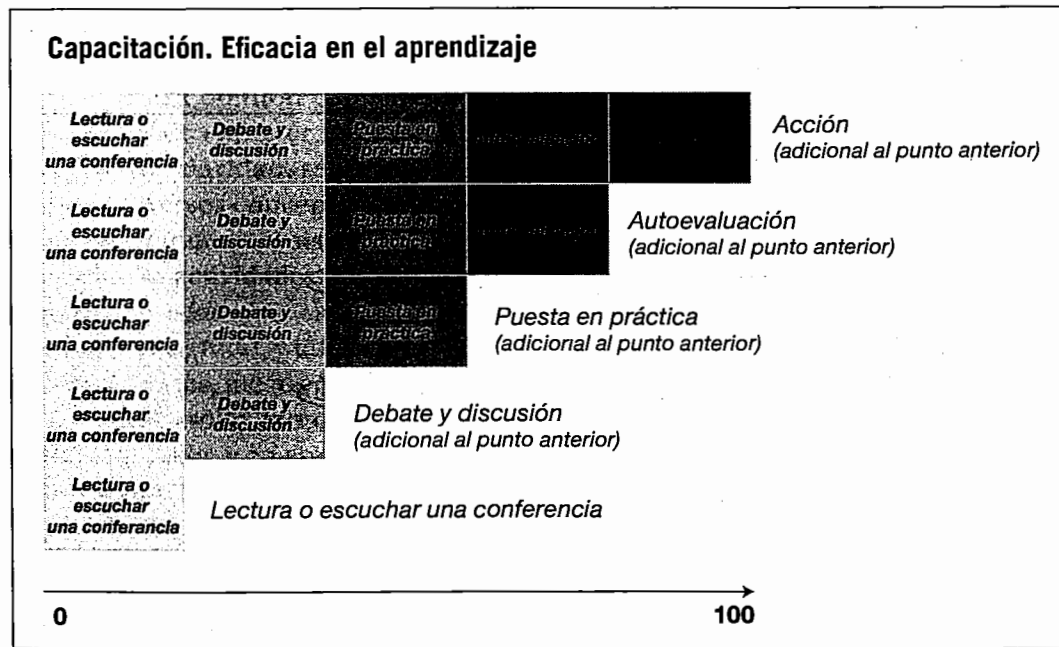 Capacitación. Eficacia en el aprendizaje
Lectura o
escuchar
una conferencia
Debate y
discusión
Puesta en
práctica
Acción
(adicional al punto anterior)
Lectura o
escuchar
una conferencia
Debate y
discusión
Puesta en
práctica
Autoevaluación
(adicional al punto anterior)
Lectura o
escuchar
una conferencia
Debate y
discusión
Puesta en
práctica
Puesta en práctica
(adicional al punto anterior)
Lectura o
escuchar
una conferencia
Debate y
discusión
Debate y discusión
(adicional al punto anterior)
Lectura o
escuchar
una conferancia
Lectura o escuchar una conferencia
0
100